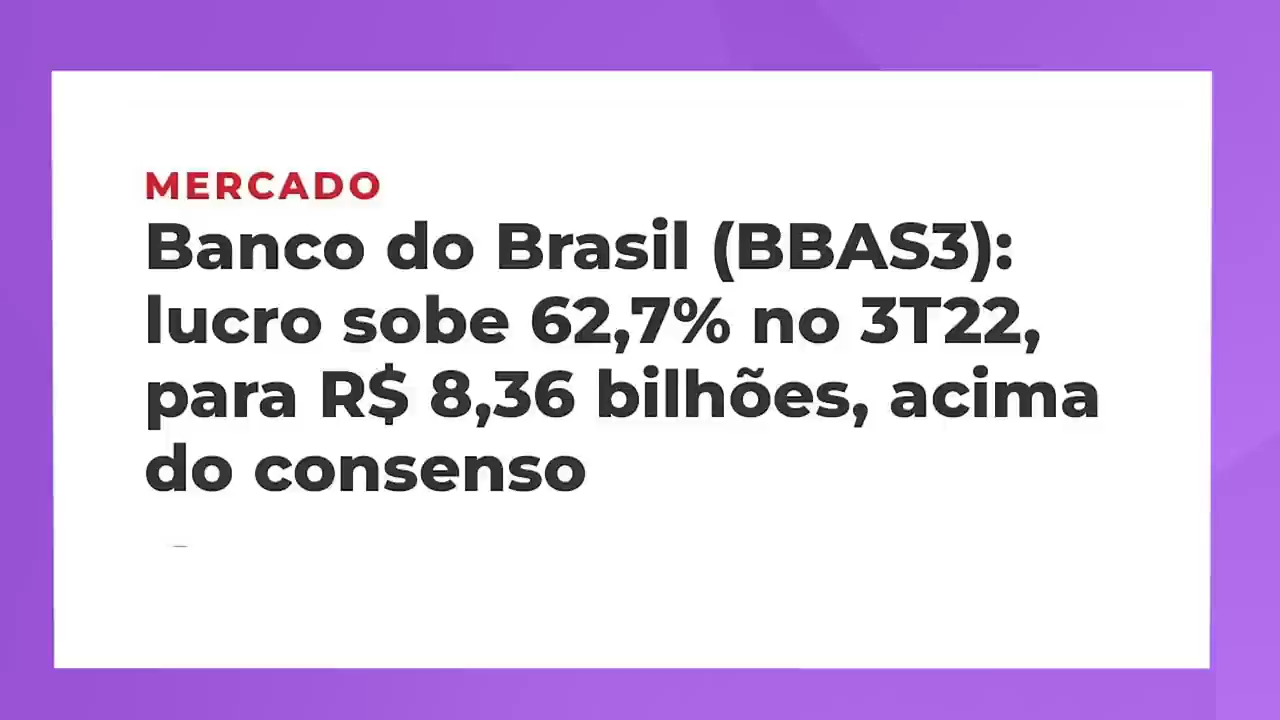 MERCADO
Banco do Brasil (BBAS3):
lucro sobe 62,7% no 3T22,
para R$ 8,36 bilhões, acima
do consenso